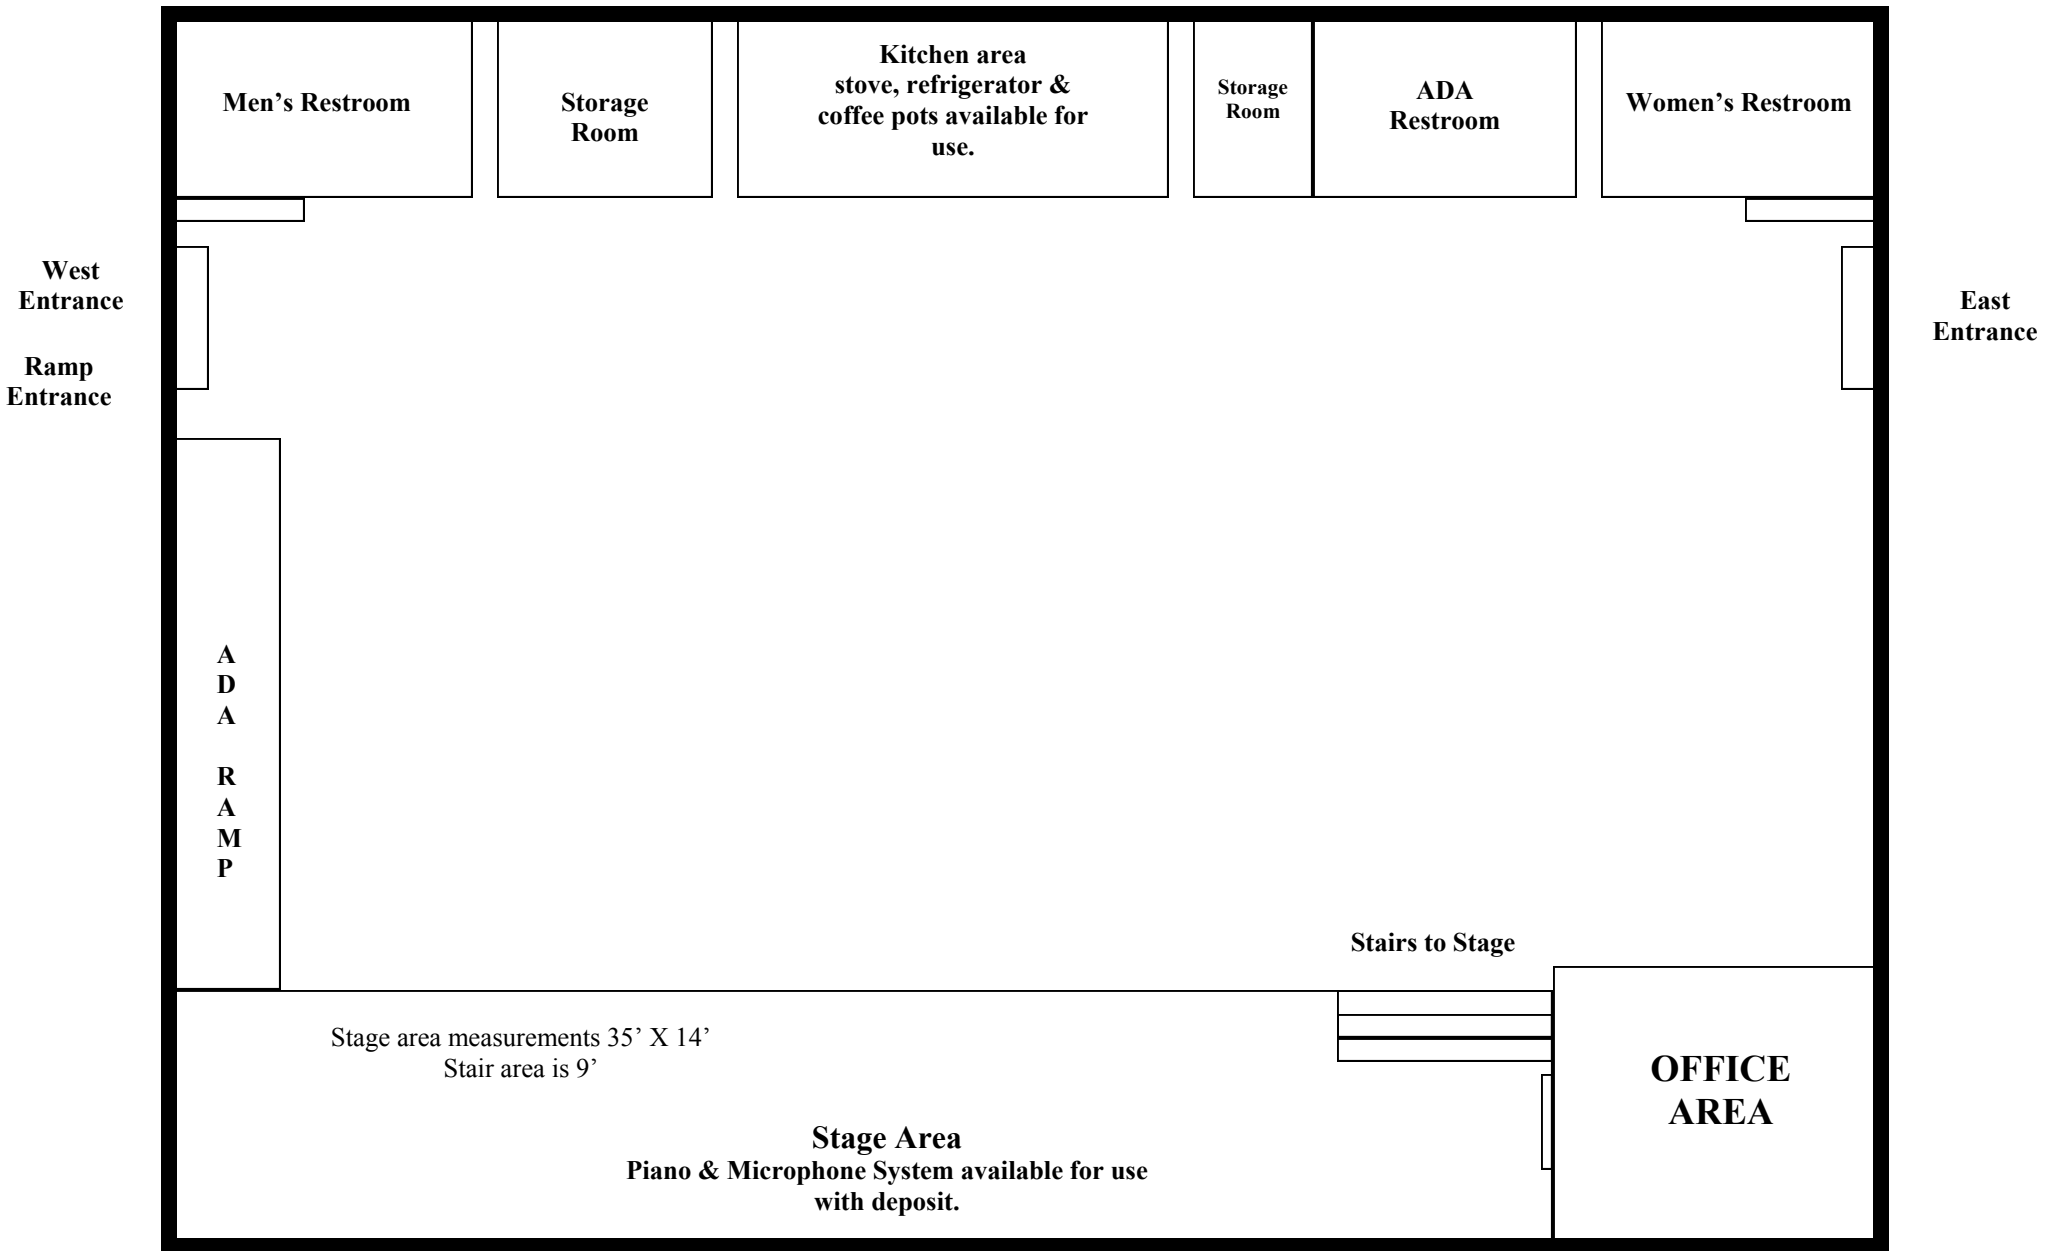 Men’s Restroom
Storage
Room
Kitchen area
stove, refrigerator &
coffee pots available for
use.
Storage
Room
ADA
Restroom
Women’s Restroom
West
Entrance
Ramp
Entrance
East
Entrance
A
D
A
R
A
M
P
Stairs to Stage
Stage area measurements 35’ X 14’
Stair area is 9’
Stage Area
Piano & Microphone System available for use
with deposit.
OFFICE
AREA